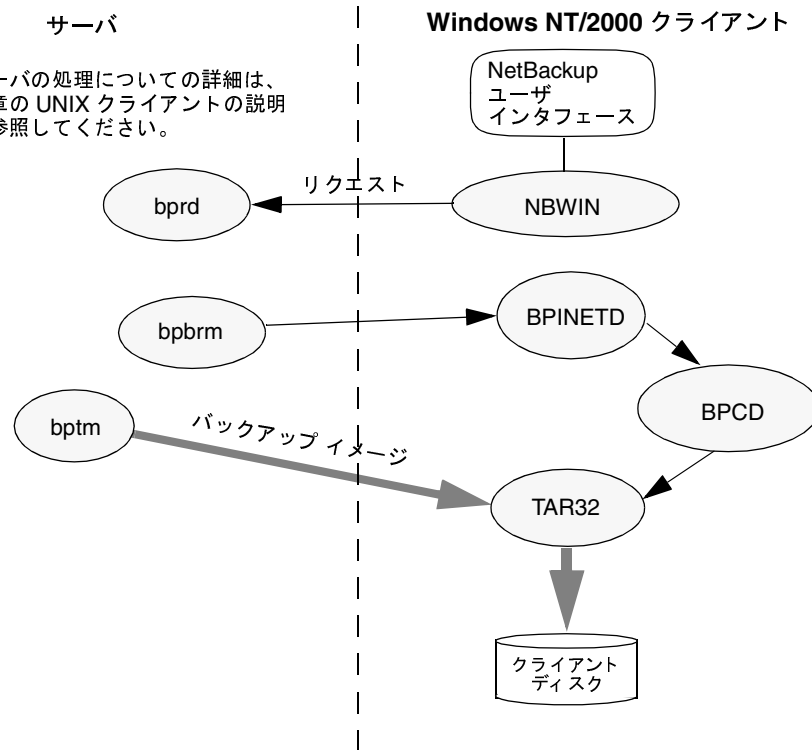 サーバ
Windows NT/2000 クライアント
ーバの処理についての詳細は、
章の UNIX クライアントの説明
参照してください。
NetBackup
ユーザ
インタフェース
リクエスト
bprd
NBWIN
bpbrm
BPINETD
BPCD
bptm
バックアップ イメージ
TAR32
クライアント
ディスク